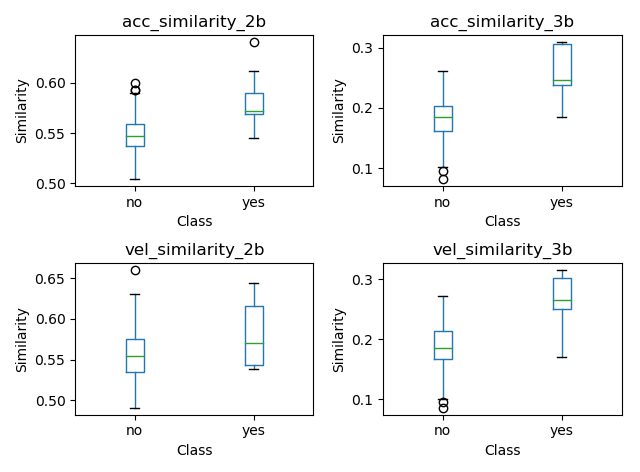 acc_similarity_2b
Similarity
0.60
0.55
0.50
no
yes
Class
acc_similarity_3b
Similarity
0.3
0.2
0.1
no
yes
Class
vel_similarity_2b
Similarity
0.65
0.60
0.55
0.50
no
yes
Class
vel_similarity_3b
Similarity
0.3
0.2
0.1
no
yes
Class